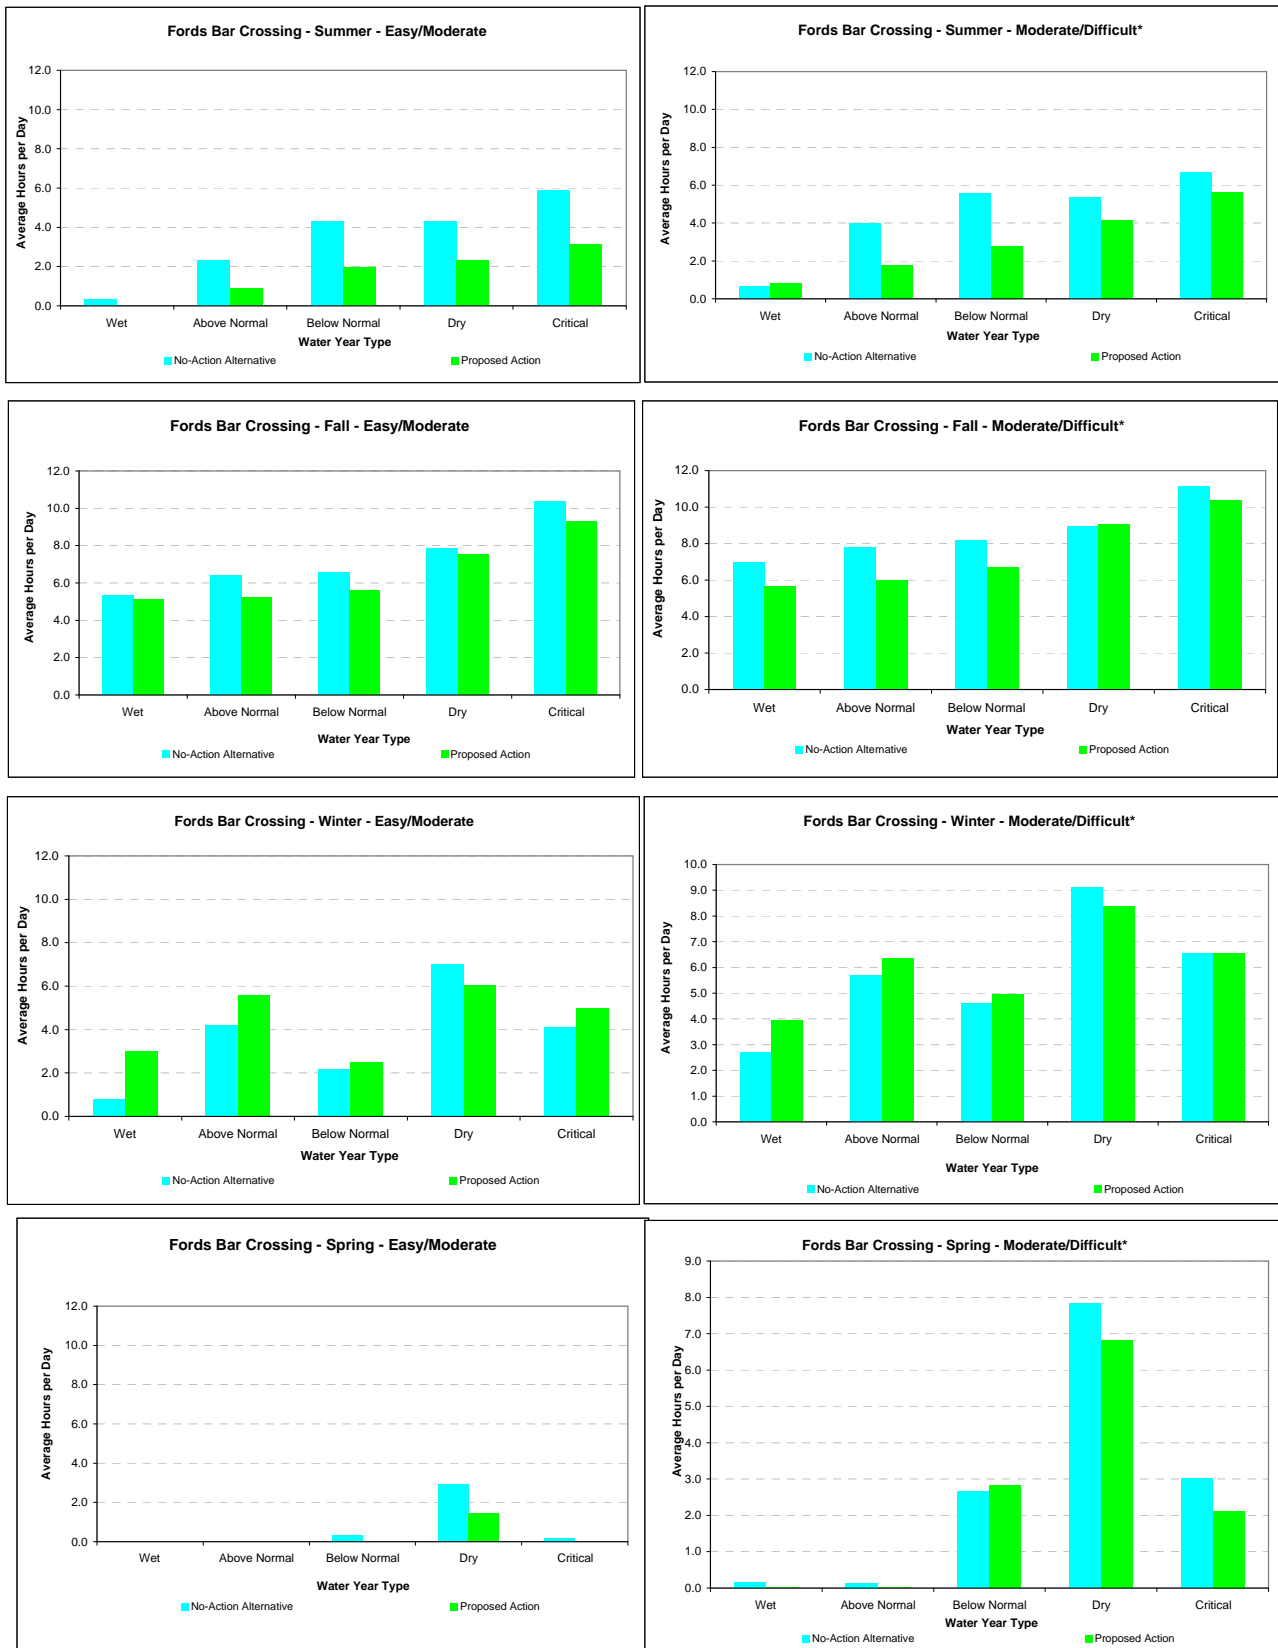 Fords Bar Crossing - Summer - Easy/Moderate
12.0
10.0
8.0
6.0
4.0
2.0
0.0
Average Hours per Day
Wet Above Normal Below Normal Dry Critical
Water Year Type
No-Action Alternative Proposed Action
Fords Bar Crossing - Summer - Moderate/Difficult*
12.0
10.0
8.0
6.0
4.0
2.0
0.0
Average Hours per Day
Wet Above Normal Below Normal Dry Critical
Water Year Type
No-Action Alternative Proposed Action
Fords Bar Crossing - Fall - Easy/Moderate
12.0
10.0
8.0
6.0
4.0
2.0
0.0
Average Hours per Day
Wet Above Normal Below Normal Dry Critical
Water Year Type
No-Action Alternative Proposed Action
Fords Bar Crossing - Fall - Moderate/Difficult*
12.0
10.0
8.0
6.0
4.0
2.0
0.0
Average Hours per Day
Wet Above Normal Below Normal Dry Critical
Water Year Type
No-Action Alternative Proposed Action
Fords Bar Crossing - Winter - Easy/Moderate
12.0
10.0
8.0
6.0
4.0
2.0
0.0
Average Hours per Day
Wet Above Normal Below Normal Dry Critical
Water Year Type
No-Action Alternative Proposed Action
Fords Bar Crossing - Winter - Moderate/Difficult*
10.0
9.0
8.0
7.0
6.0
5.0
4.0
3.0
2.0
1.0
0.0
Average Hours per Day
Wet Above Normal Below Normal Dry Critical
Water Year Type
No-Action Alternative Proposed Action
Fords Bar Crossing - Spring - Easy/Moderate
12.0
10.0
8.0
6.0
4.0
2.0
0.0
Average Hours per Day
Wet Above Normal Below Normal Dry Critical
Water Year Type
No-Action Alternative Proposed Action
Fords Bar Crossing - Spring - Moderate/Difficult*
9.0
8.0
7.0
6.0
5.0
4.0
3.0
2.0
1.0
0.0
Average Hours per Day
Wet Above Normal Below Normal Dry Critical
Water Year Type
No-Action Alternative Proposed Action